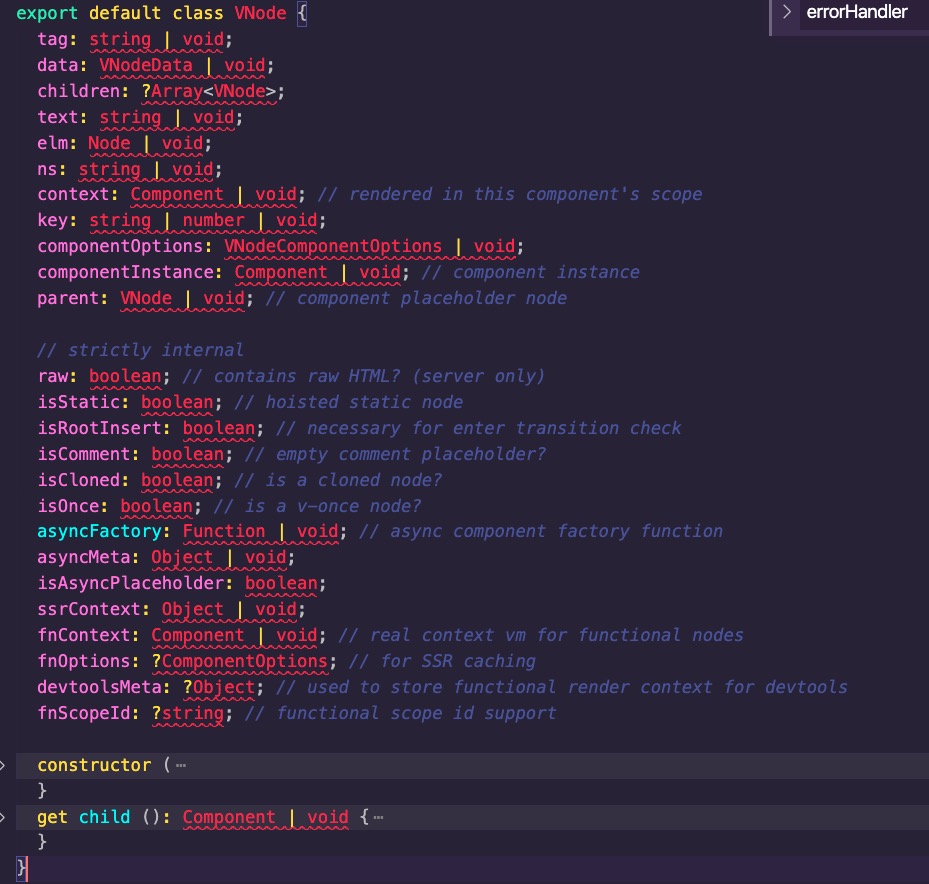 export default class VNode {
errorHandler
tag: string | void;
data: VNodeData | void;
children: ?Array<VNode>;
text: string | void;
elm: Node | void;
ns: string | void;
context: Component | void; // rendered in this component's scope
key: string | number | void;
componentOptions: VNodeComponentOptions | void;
componentInstance: Component | void; // component instance
parent: VNode | void; // component placeholder node
// strictly internal
raw: boolean; // contains raw HTML? (server only)
isStatic: boolean; // hoisted static node
isRootInsert: boolean; // necessary for enter transition check
isComment: boolean; // empty comment placeholder?
isCloned: boolean; // is a cloned node?
isOnce: boolean; // is a v-once node?
asyncFactory: Function | void; // async component factory function
asyncMeta: Object | void;
isAsyncPlaceholder: boolean;
ssrContext: Object | void;
fnContext: Component | void; // real context vm for functional nodes
fnOptions: ?ComponentOptions; // for SSR caching
devtoolsMeta: ?Object; // used to store functional render context for devtools
fnScopeId: ?string; // functional scope id support
constructor (⋯
}
get child (): Component | void {⋯
}
}